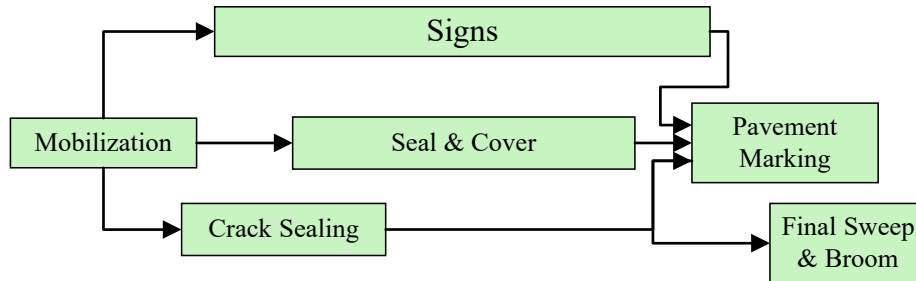 Signs
Mobilization
Seal & Cover
Pavement
Marking
Crack Sealing
Final Sweep
& Broom